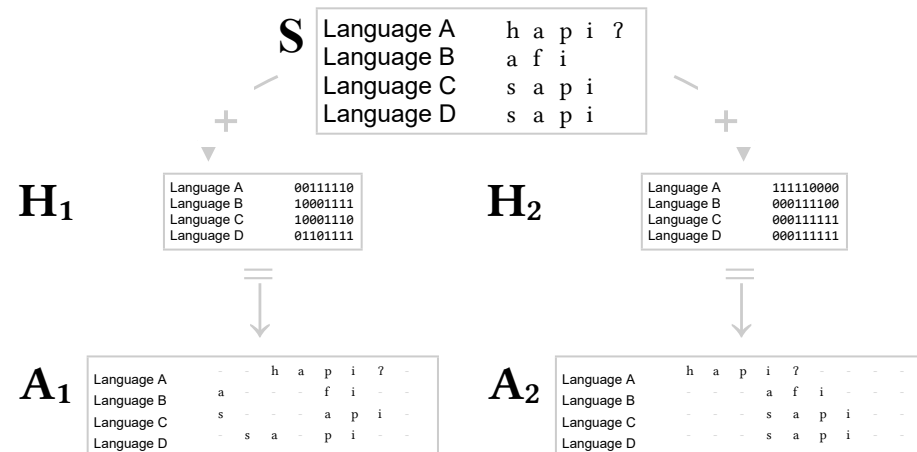 S
Language A h a p i ʔ
Language B a f i
Language C s a p i
Language D s a p i
+ +
H1
Language A 00111110
Language B 10001111
Language C 10001110
Language D 01101111
H2
Language A 111110000
Language B 000111100
Language C 000111111
Language D 000111111
A1
Language A - - h a p i ʔ -
Language B a - - - f i - -
Language C s - - - a p i -
Language D - s a - p i - -
A2
Language A h a p i ʔ - - - -
Language B - - - a f i - - -
Language C - - - s a p i - -
Language D - - - s a p i - -